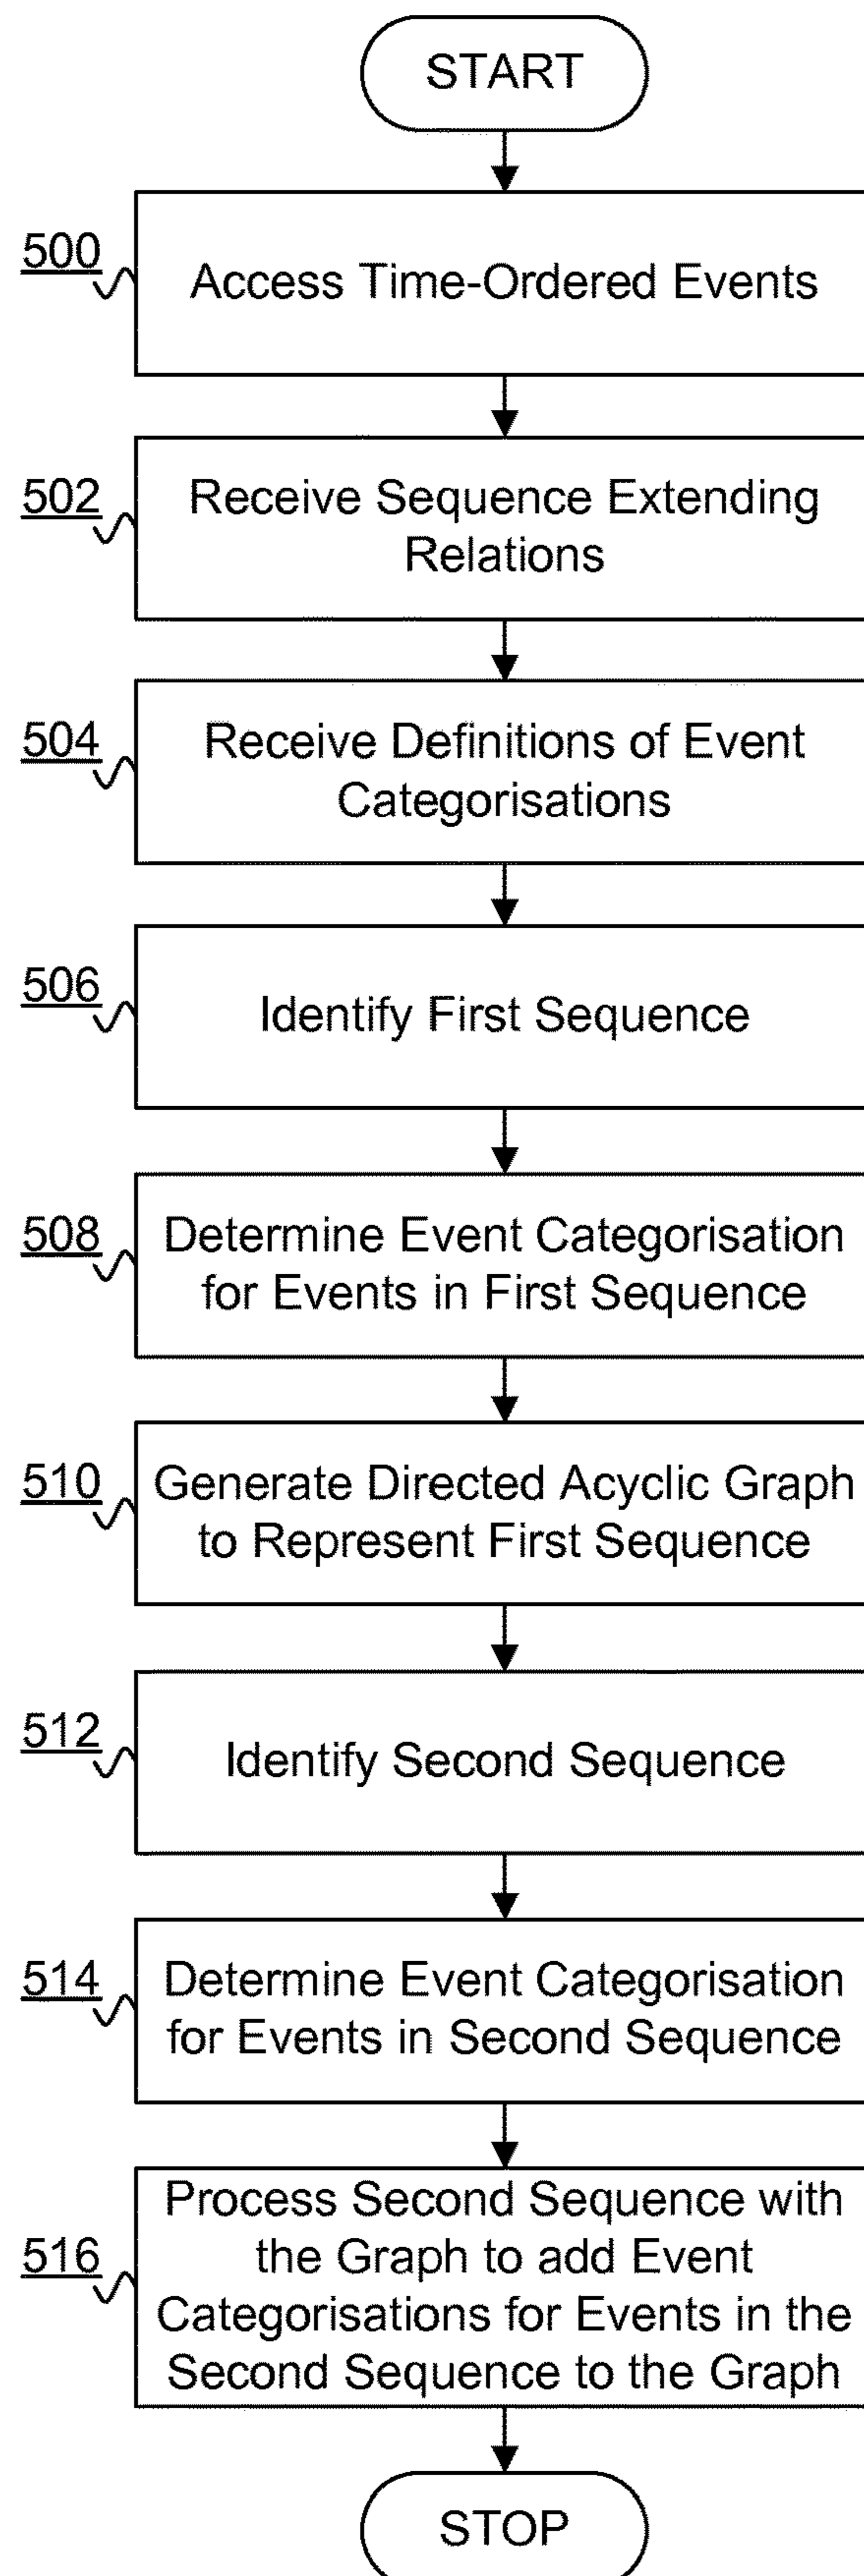 START
500
Access Time-Ordered Events
502
Receive Sequence Extending
Relations
504
Receive Definitions of Event
Categorisations
506
Identify First Sequence
508
Determine Event Categorisation
for Events in First Sequence
510
Generate Directed Acyclic Graph
to Represent First Sequence
512
Identify Second Sequence
514
Determine Event Categorisation
for Events in Second Sequence
516
Process Second Sequence with
the Graph to add Event
Categorisations for Events in the
Second Sequence to the Graph
STOP